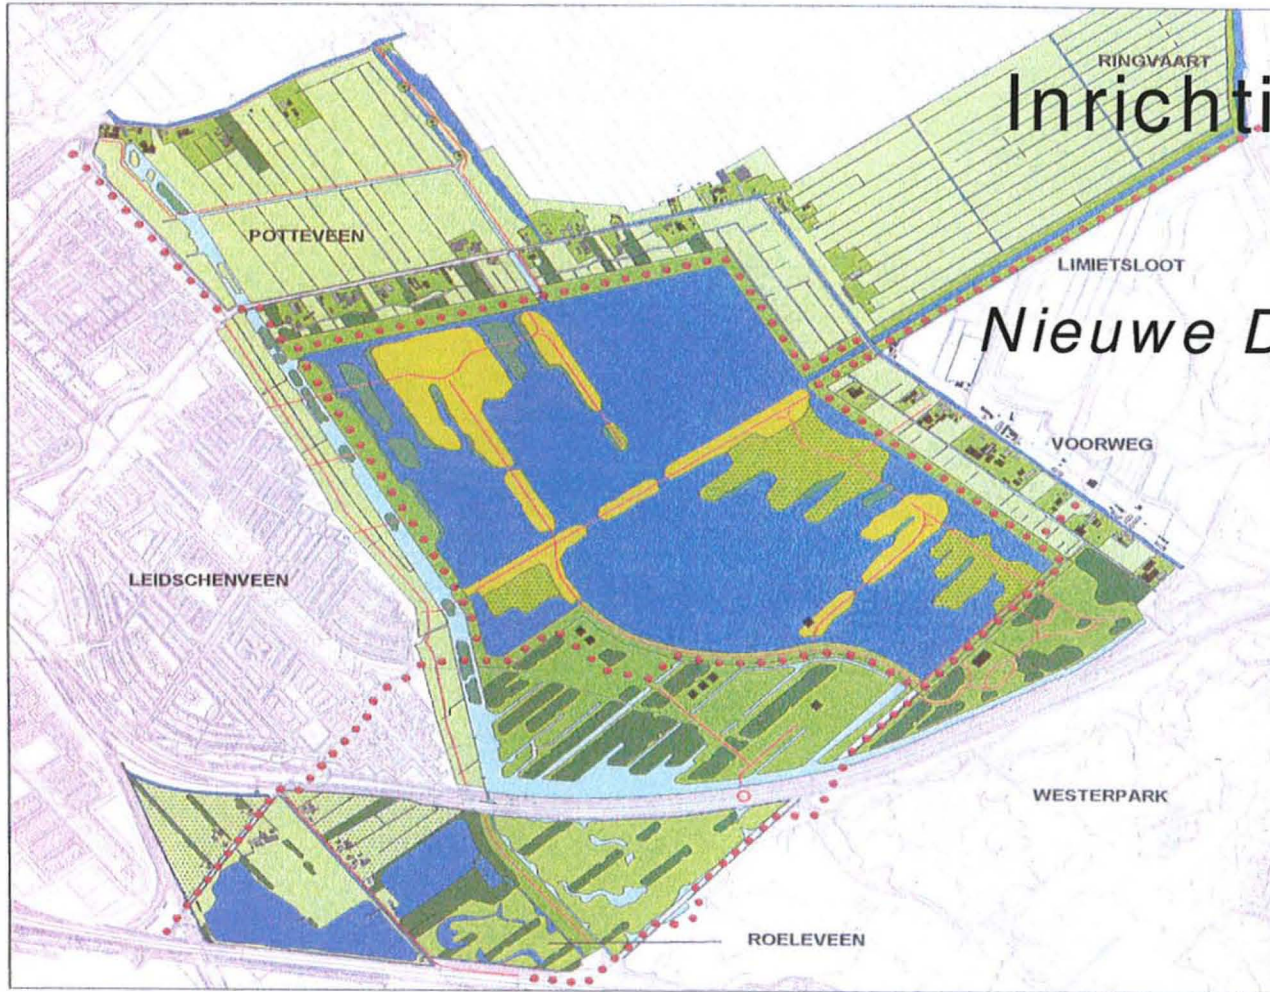 RINGVAART
Inrichti
POTTEVEEN
LIMIETSLOOT
Nieuwe D
VOORWEG
LEIDSCHENVEEN
WESTERPARK
ROELEVEEN